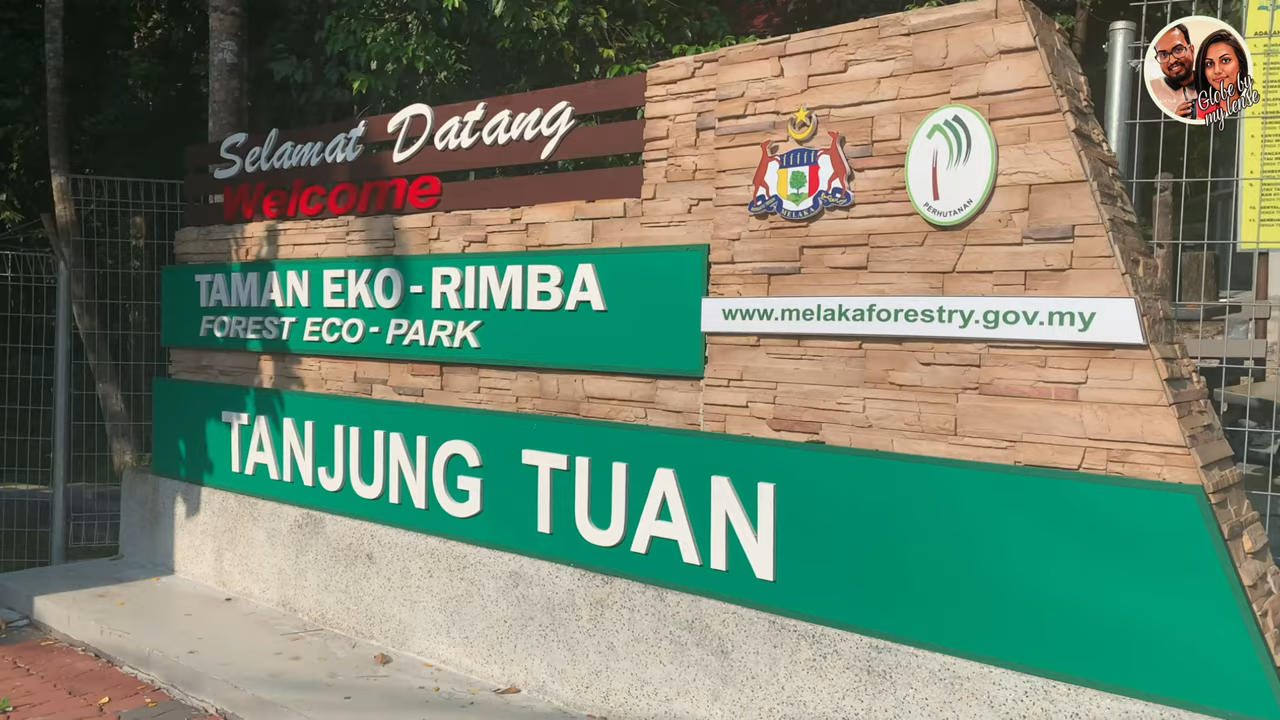 Selamat Datang
Welcome
TAMAN EKO-RIMBA
FOREST ECO-PARK
TANJUNG TUAN
MELAKA
PERHUTANAN
www.melakaforestry.gov.my
Globe by
my lense